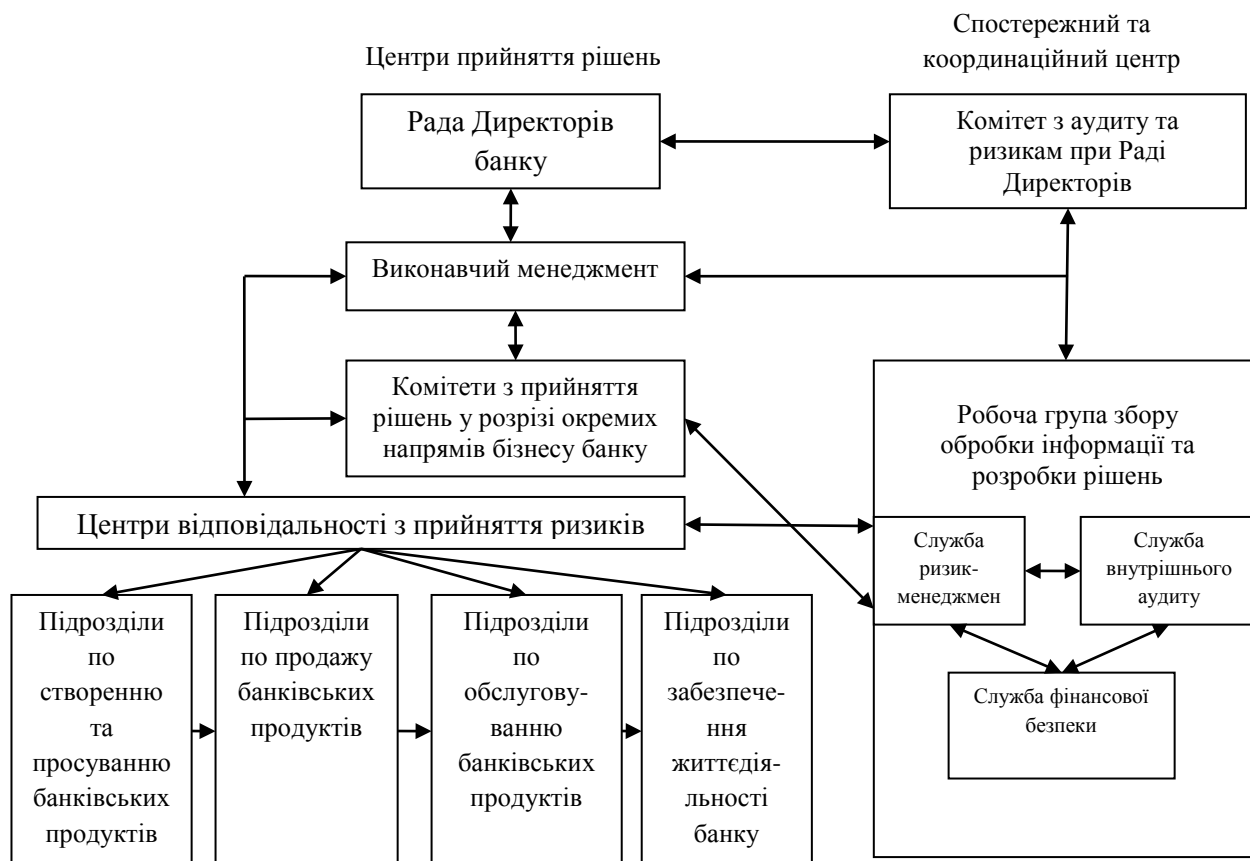 Центри прийняття рішень
Спостережний та
координаційний центр
Рада Директорів
банку
Комітет з аудиту та
ризикам при Раді
Директорів
Виконавчий менеджмент
Комітети з прийняття
рішень у розрізі окремих
напрямів бізнесу банку
Робоча група збору
обробки інформації та
розробки рішень
Центри відповідальності з прийняття ризиків
Служба
ризик-
менеджмен
Служба
внутрішнього
аудиту
Служба фінансової
безпеки
Підрозділи
по
створенню
та
просуванню
банківських
продуктів
Підрозділи
по продажу
банківських
продуктів
Підрозділи
по
обслугову-
ванню
банківських
продуктів
Підрозділи
по
забезпече-
ння
життєдія-
льності
банку